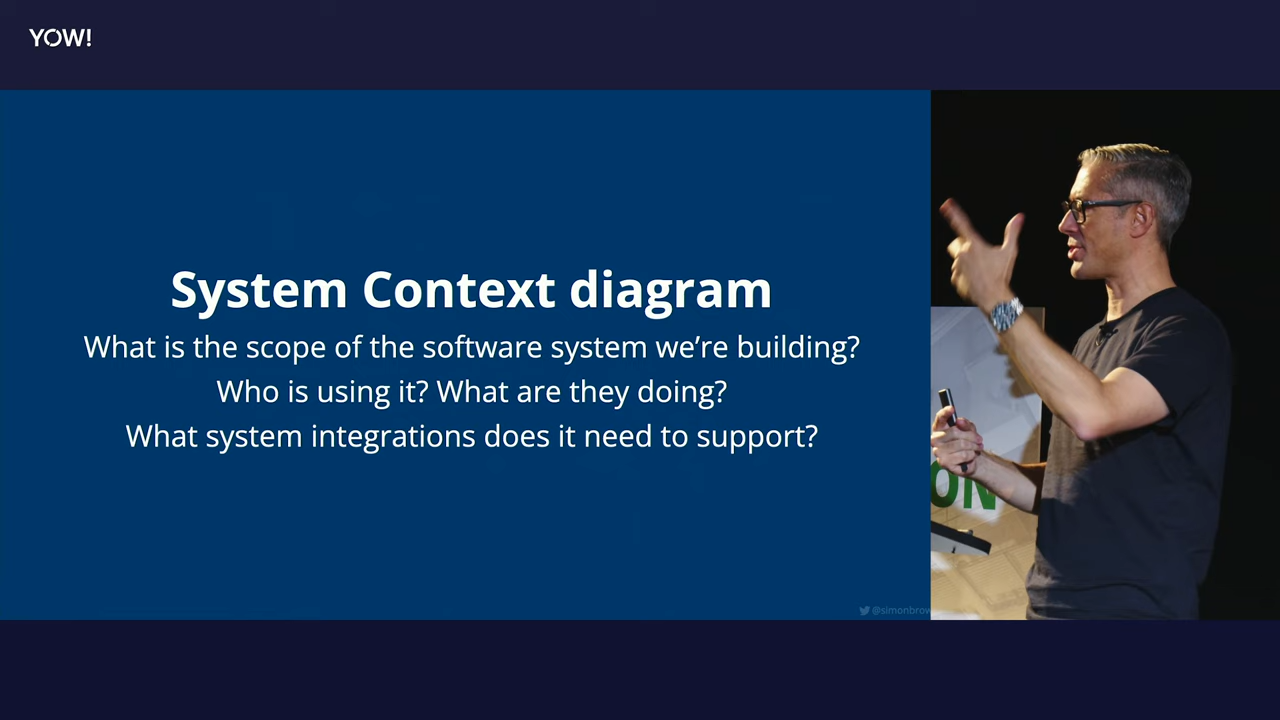 YOW!
System Context diagram
What is the scope of the software system we're building?
Who is using it? What are they doing?
What system integrations does it need to support?
ON